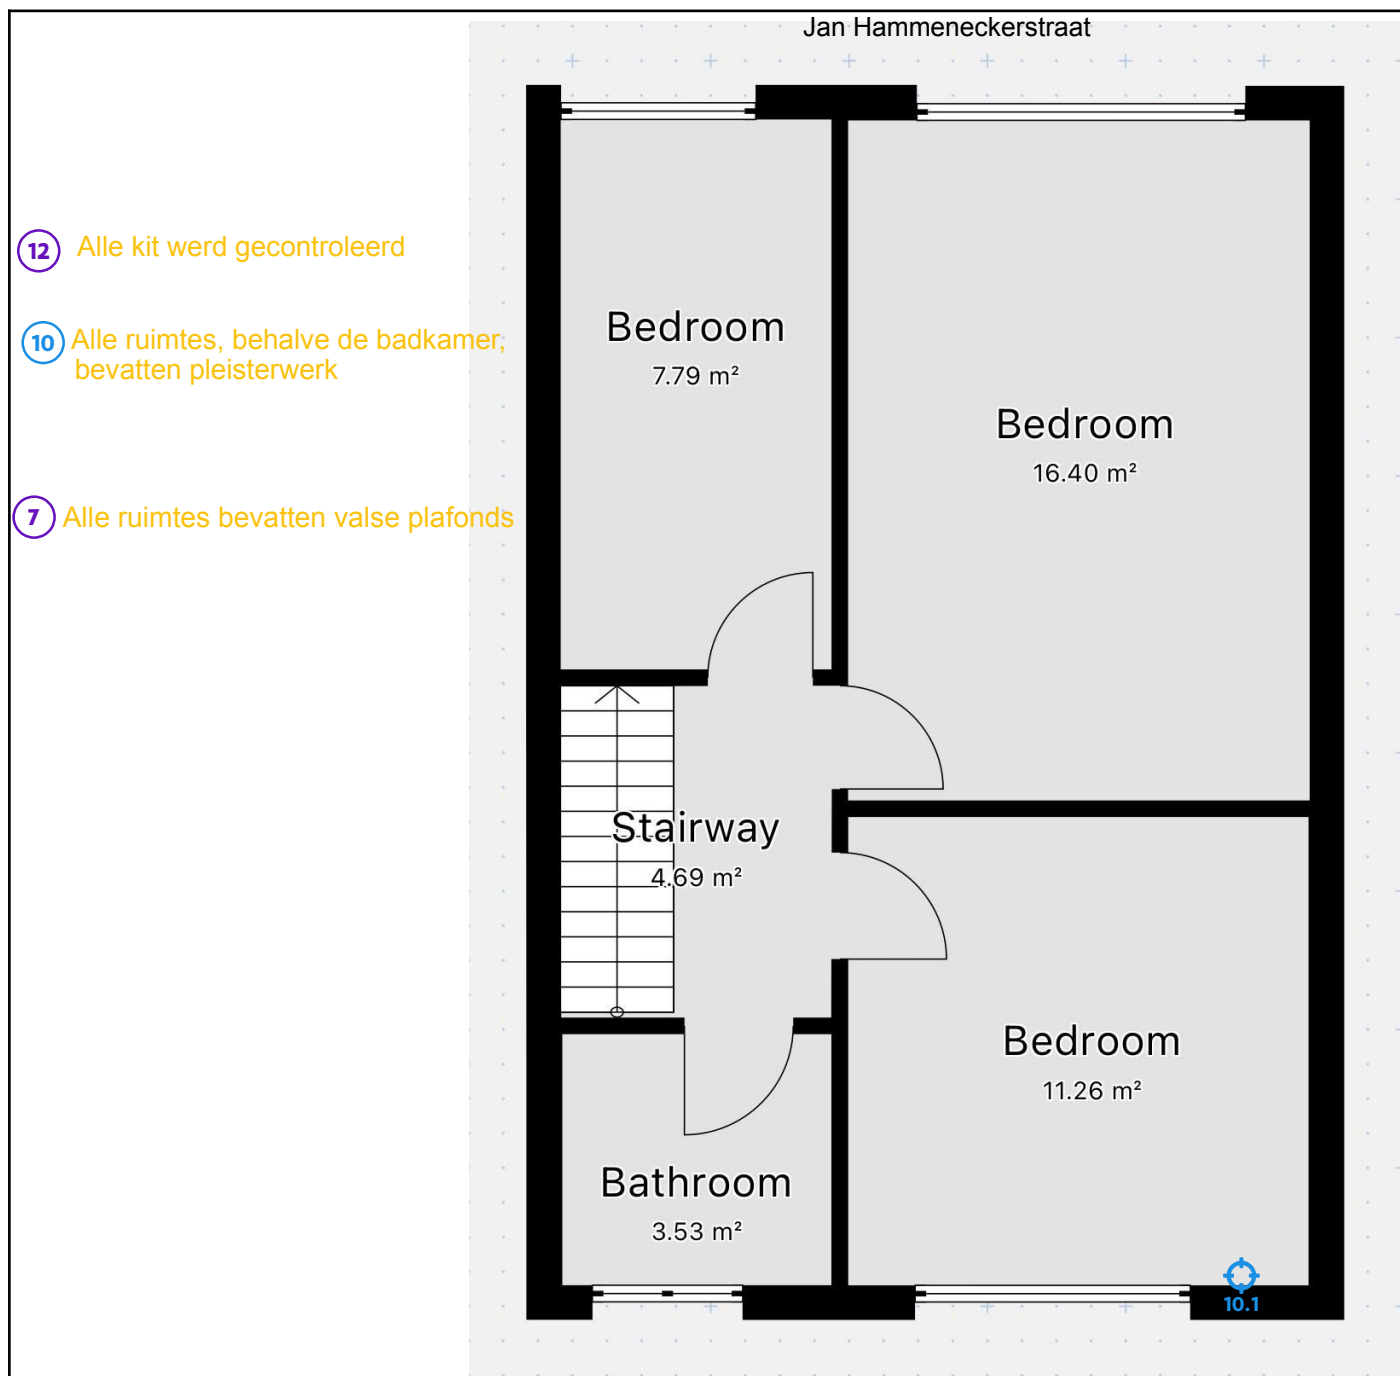 Jan Hammeneckerstraat
12 Alle kit werd gecontroleerd
10 Alle ruimtes, behalve de badkamer,
bevatten pleisterwerk
7 Alle ruimtes bevatten valse plafonds
Bedroom
7.79 m²
Bedroom
16.40 m²
Stairway
4.69 m²
Bedroom
11.26 m²
Bathroom
3.53 m²
10.1